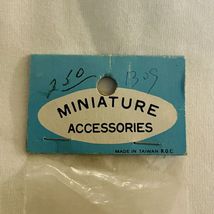 250 1309
MINIATURE
ACCESSORIES
MADE IN TAIWAN R.O.C.